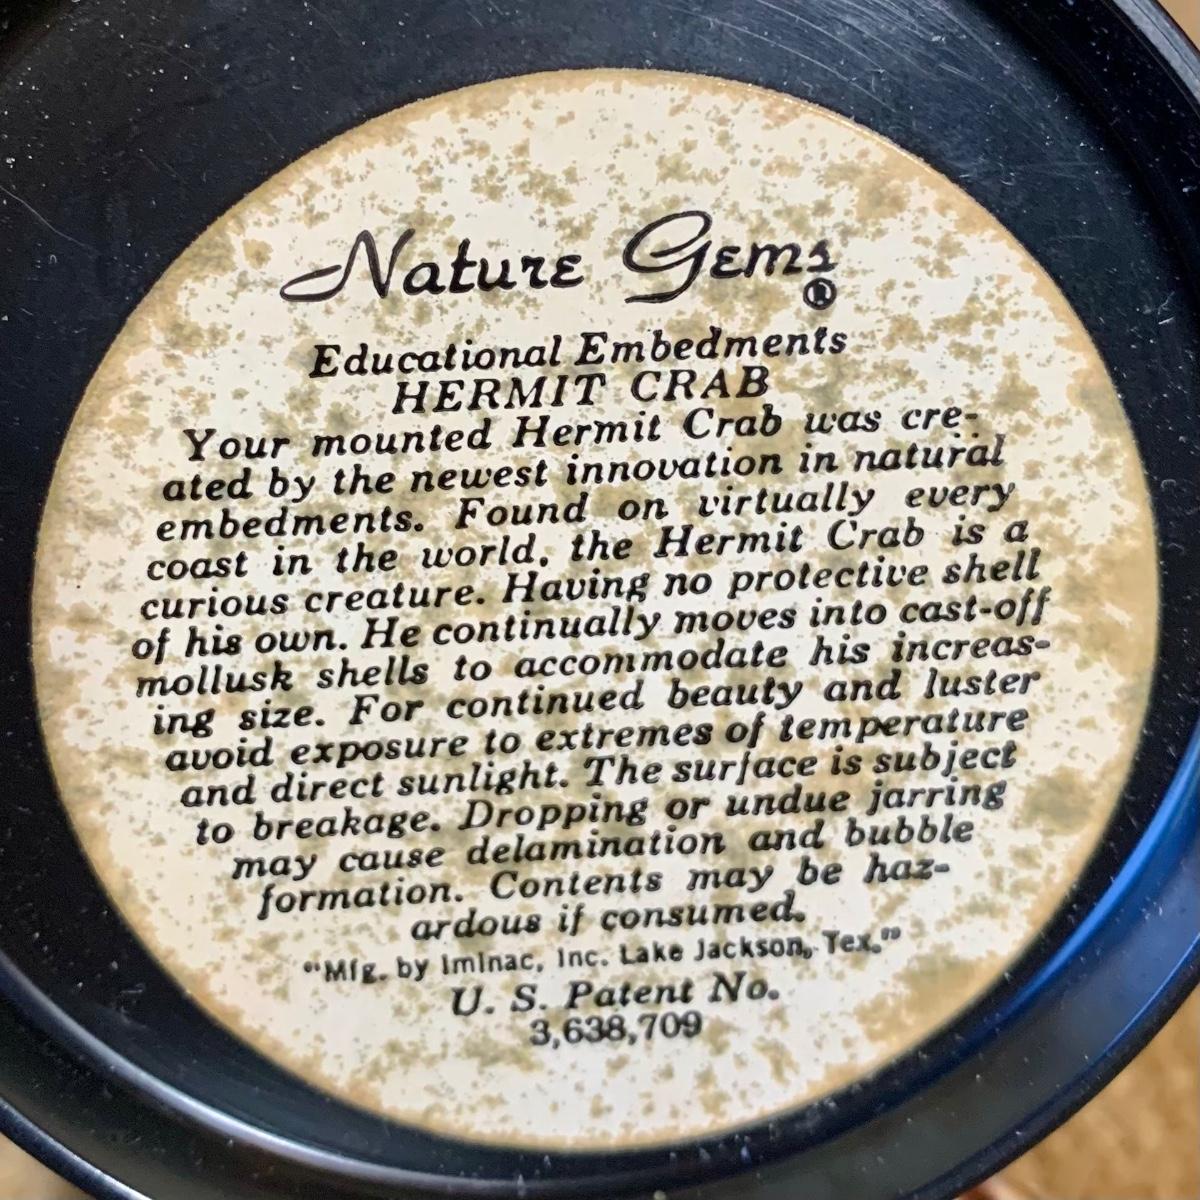 Nature Gems ®
Educational Embedments
HERMIT CRAB
Your mounted Hermit Crab was cre-
ated by the newest innovation in natural
embedments. Found on virtually every
coast in the world, the Hermit Crab is a
curious creature. Having no protective shell
of his own. He continually moves into cast-off
mollusk shells to accommodate his increas-
ing size. For continued beauty and luster
avoid exposure to extremes of temperature
and direct sunlight. The surface is subject
to breakage. Dropping or undue jarring
may cause delamination and bubble
formation. Contents may be haz-
ardous if consumed.
"Mfg. by Iminac, Inc. Lake Jackson, Tex."
U. S. Patent No.
3,638,709